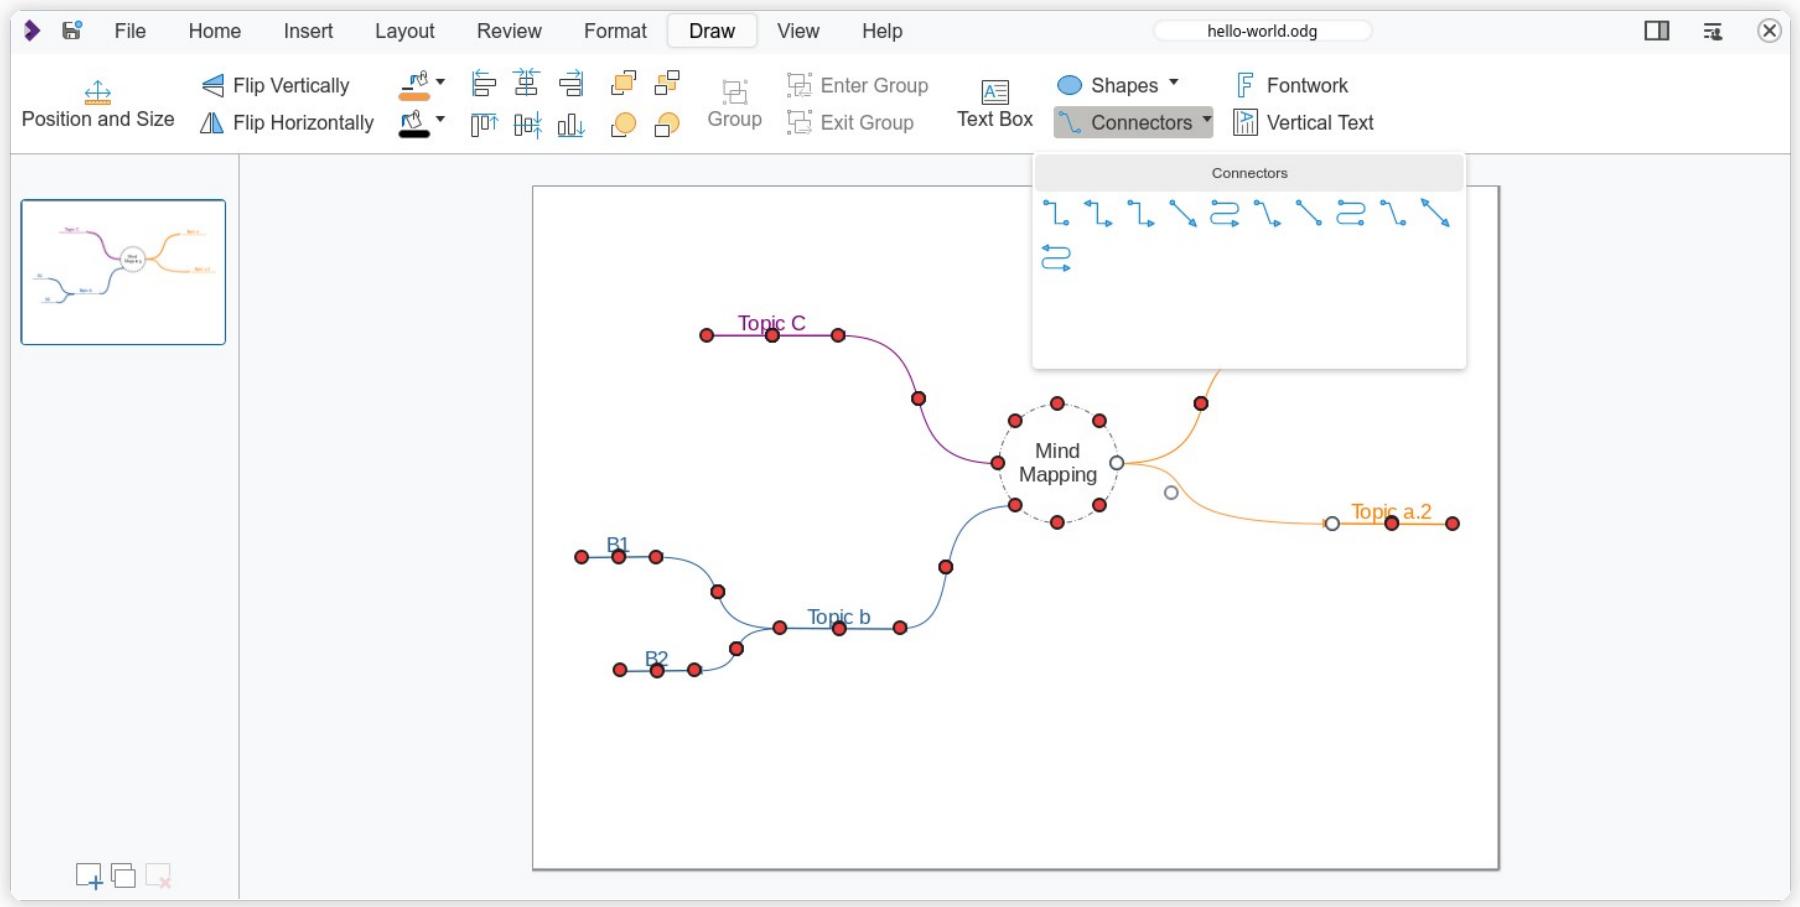 File Home Insert Layout Review Format Draw View Help hello-world.odg
Position and Size
Flip Vertically
Flip Horizontally
Group
Enter Group
Exit Group
Text Box
Shapes
Connectors
Fontwork
Vertical Text
Connectors
Topic C
Mind
Mapping
Topic a.2
B1
Topic b
B2